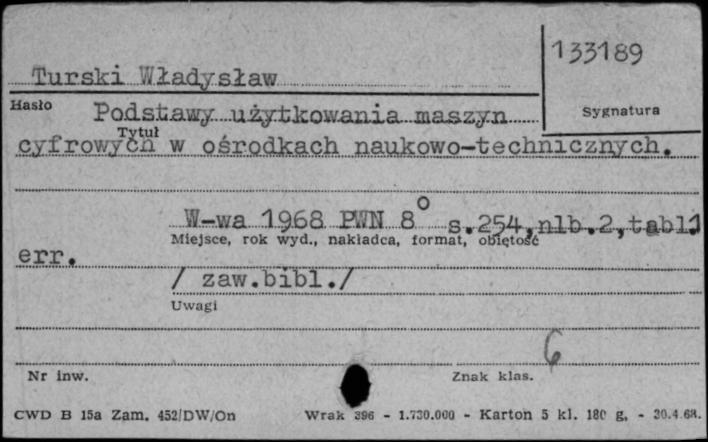 133189
Turski Władysław
Hasło
Podstawy użytkowania maszyn
Sygnatura
Tytuł
cyfrowych w ośrodkach naukowo-technicznych.
W-wa 1968 PWN 8° s.254,nlb.2,tabl.1
Miejsce, rok wyd., nakładca, format, objętość
err.
/ zaw.bibl./
Uwagi
6
Nr inw.
Znak klas.
CWD B 15a Zam. 452/DW/On Wrak 396 - 1.730.000 - Karton 5 kl. 180 g. - 30.4.68.